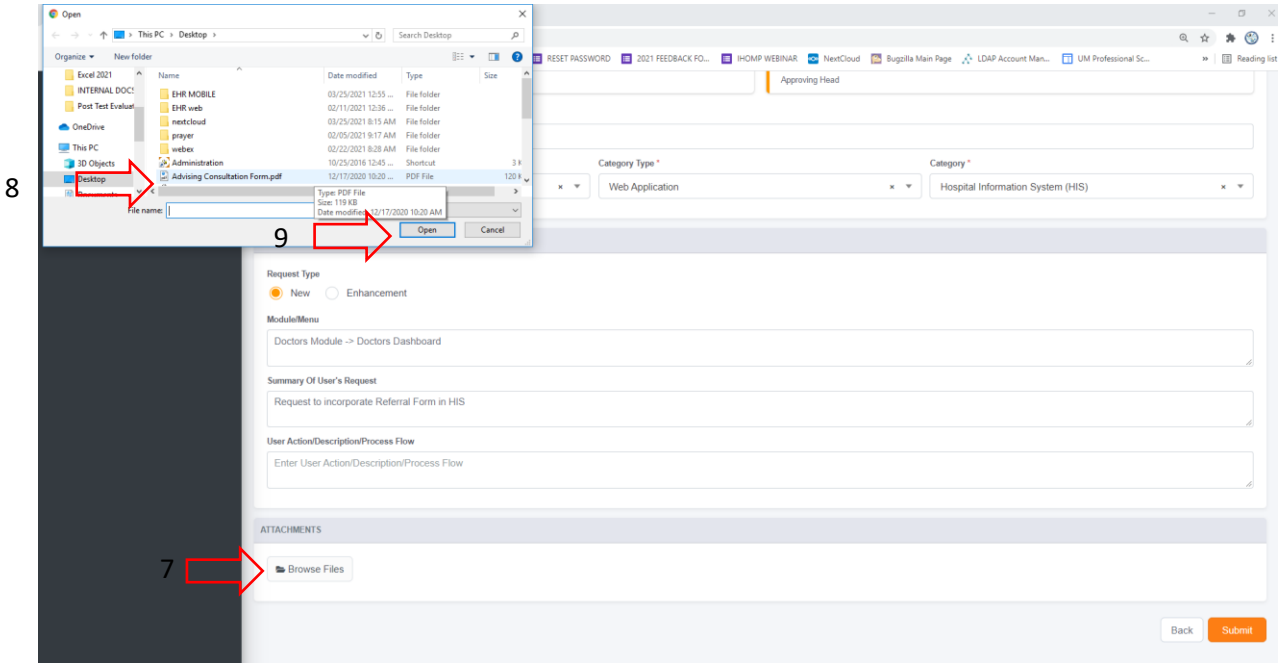 Open
This PC > Desktop >
Search Desktop
Organize
New folder
Excel 2021
INTERNAL DOCS
Post Test Evaluat
OneDrive
This PC
3D Objects
Desktop
Documents
Name Date modified Type Size
EHR MOBILE 03/25/2021 12:55 ... File folder
EHR web 02/11/2021 12:36 ... File folder
nextcloud 03/25/2021 8:15 AM File folder
prayer 02/05/2021 9:17 AM File folder
webex 02/22/2021 8:28 AM File folder
Administration 10/25/2016 12:45 ... Shortcut 3 K
Advising Consultation Form.pdf 12/17/2020 10:20 ... PDF File 120 K
Type: PDF File
Size: 119 KB
Date modified: 12/17/2020 10:20 AM
File name:
Open Cancel
8
9
RESET PASSWORD 2021 FEEDBACK FO... IHOMP WEBINAR NextCloud Bugzilla Main Page LDAP Account Man... UM Professional Sc... » Reading list
Approving Head
Category Type *
Category *
× Web Application × Hospital Information System (HIS) ×
Request Type
New Enhancement
Module/Menu
Doctors Module -> Doctors Dashboard
Summary Of User's Request
Request to incorporate Referral Form in HIS
User Action/Description/Process Flow
Enter User Action/Description/Process Flow
ATTACHMENTS
7
Browse Files
Back Submit